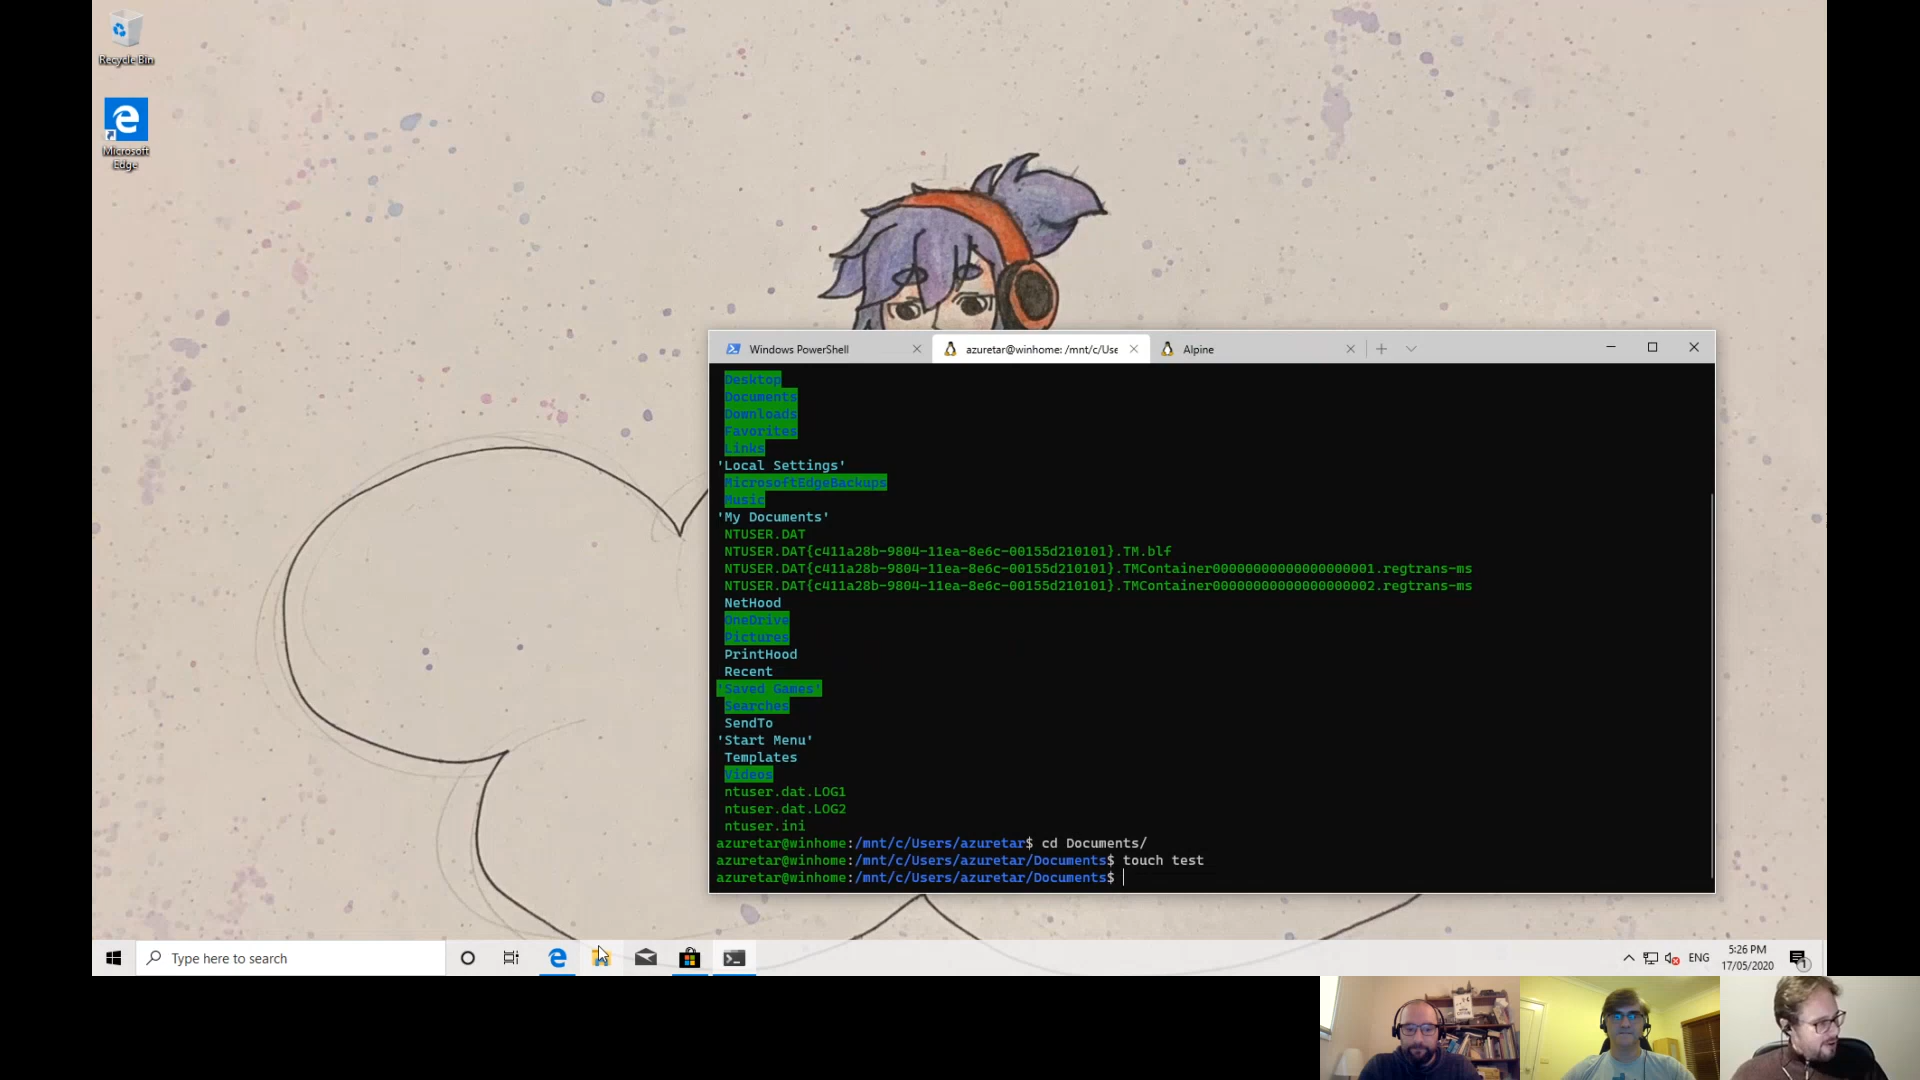 Recycle Bin
Microsoft
Edge
Windows PowerShell
azuretar@winhome: /mnt/c/Use
Alpine
Desktop
Documents
Downloads
Favorites
Links
'Local Settings'
MicrosoftEdgeBackups
Music
'My Documents'
NTUSER.DAT
NTUSER.DAT{c411a28b-9804-11ea-8e6c-00155d210101}.TM.blf
NTUSER.DAT{c411a28b-9804-11ea-8e6c-00155d210101}.TMContainer00000000000000000001.regtrans-ms
NTUSER.DAT{c411a28b-9804-11ea-8e6c-00155d210101}.TMContainer00000000000000000002.regtrans-ms
NetHood
OneDrive
Pictures
PrintHood
Recent
'Saved Games'
Searches
SendTo
'Start Menu'
Templates
Videos
ntuser.dat.LOG1
ntuser.dat.LOG2
ntuser.ini
azuretar@winhome:/mnt/c/Users/azuretar$ cd Documents/
azuretar@winhome:/mnt/c/Users/azuretar/Documents$ touch test
azuretar@winhome:/mnt/c/Users/azuretar/Documents$
Type here to search
ENG
5:26 PM
17/05/2020
1